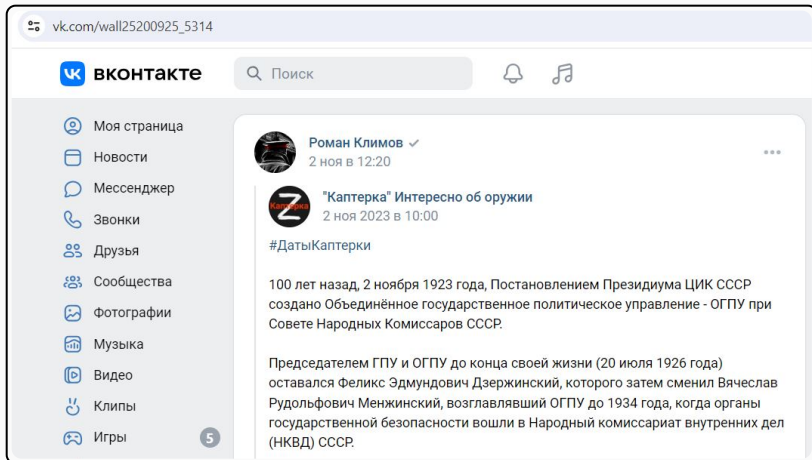 vk.com/wall25200925_5314
вконтакте
Поиск
Моя страница
Новости
Мессенджер
Звонки
Друзья
Сообщества
Фотографии
Музыка
Видео
Клипы
Игры
5
Роман Климов
2 ноя в 12:20
Каптерка
"Каптерка" Интересно об оружии
2 ноя 2023 в 10:00
#ДатыКаптерки
100 лет назад, 2 ноября 1923 года, Постановлением Президиума ЦИК СССР
создано Объединённое государственное политическое управление - ОГПУ при
Совете Народных Комиссаров СССР.
Председателем ГПУ и ОГПУ до конца своей жизни (20 июля 1926 года)
оставался Феликс Эдмундович Дзержинский, которого затем сменил Вячеслав
Рудольфович Менжинский, возглавлявший ОГПУ до 1934 года, когда органы
государственной безопасности вошли в Народный комиссариат внутренних дел
(НКВД) СССР.